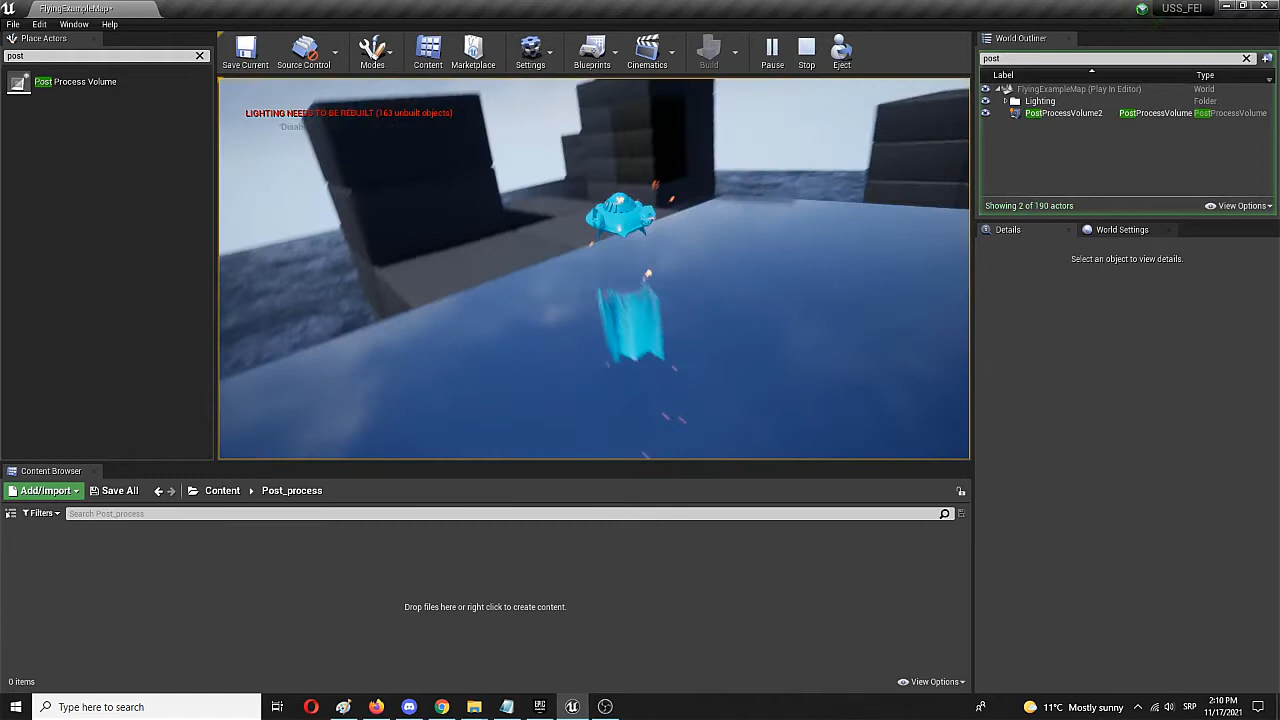 FlyingExampleMap•
USS_FEI
File Edit Window Help
Place Actors
World Outliner
post
post
Save Current Source Control Modes Content Marketplace Settings Blueprints Cinematics Build Pause Stop Eject
Label Type
Post Process Volume
FlyingExampleMap (Play In Editor) World
Lighting Folder
PostProcessVolume2 PostProcessVolume PostProcessVolume
LIGHTING NEEDS TO BE REBUILT (163 unbuilt objects)
Showing 2 of 190 actors View Options
Details World Settings
Select an object to view details.
Content Browser
Add/Import Save All Content Post_process
Filters Search Post_process
Drop files here or right click to create content.
0 items View Options
Type here to search
11°C Mostly sunny SRP 2:10 PM
11/17/2021